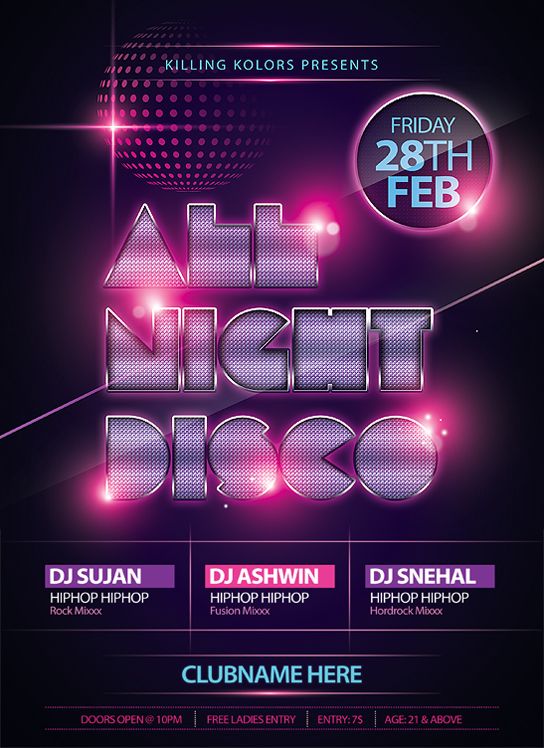 KILLING KOLORS PRESENTS
FRIDAY
28TH
FEB
ALL
NIGHT
DISCO
DJ SUJAN
HIPHOP HIPHOP
Rock Mixxx
DJ ASHWIN
HIPHOP HIPHOP
Fusion Mixxx
DJ SNEHAL
HIPHOP HIPHOP
Hordrock Mixxx
CLUBNAME HERE
DOORS OPEN @ 10PM FREE LADIES ENTRY ENTRY: 7$ AGE: 21 & ABOVE